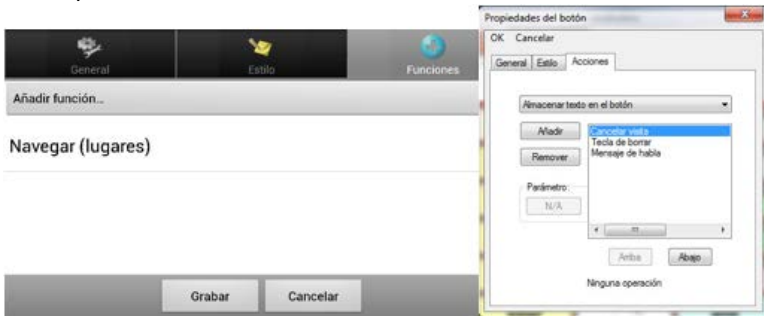 General Estilo Funciones
Añadir función...
Navegar (lugares)
Grabar Cancelar
Propiedades del botón
OK Cancelar
General Estilo Acciones
Almacenar texto en el botón
Añadir
Remover
Cancelar visita
Tecla de borrar
Mensaje de habla
Parámetro:
N/A
Arriba Abajo
Ninguna operación